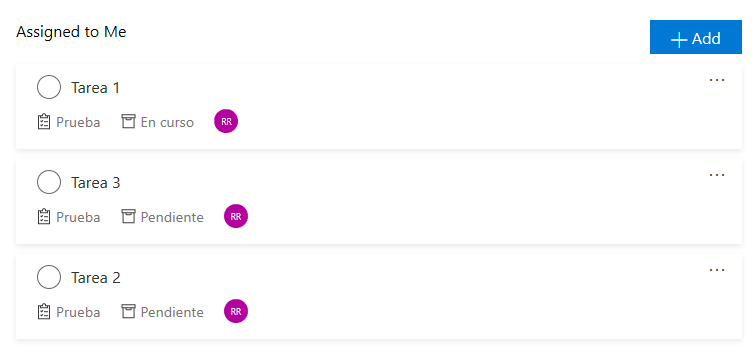 Assigned to Me
Add
Tarea 1
Prueba En curso RR
Tarea 3
Prueba Pendiente RR
Tarea 2
Prueba Pendiente RR